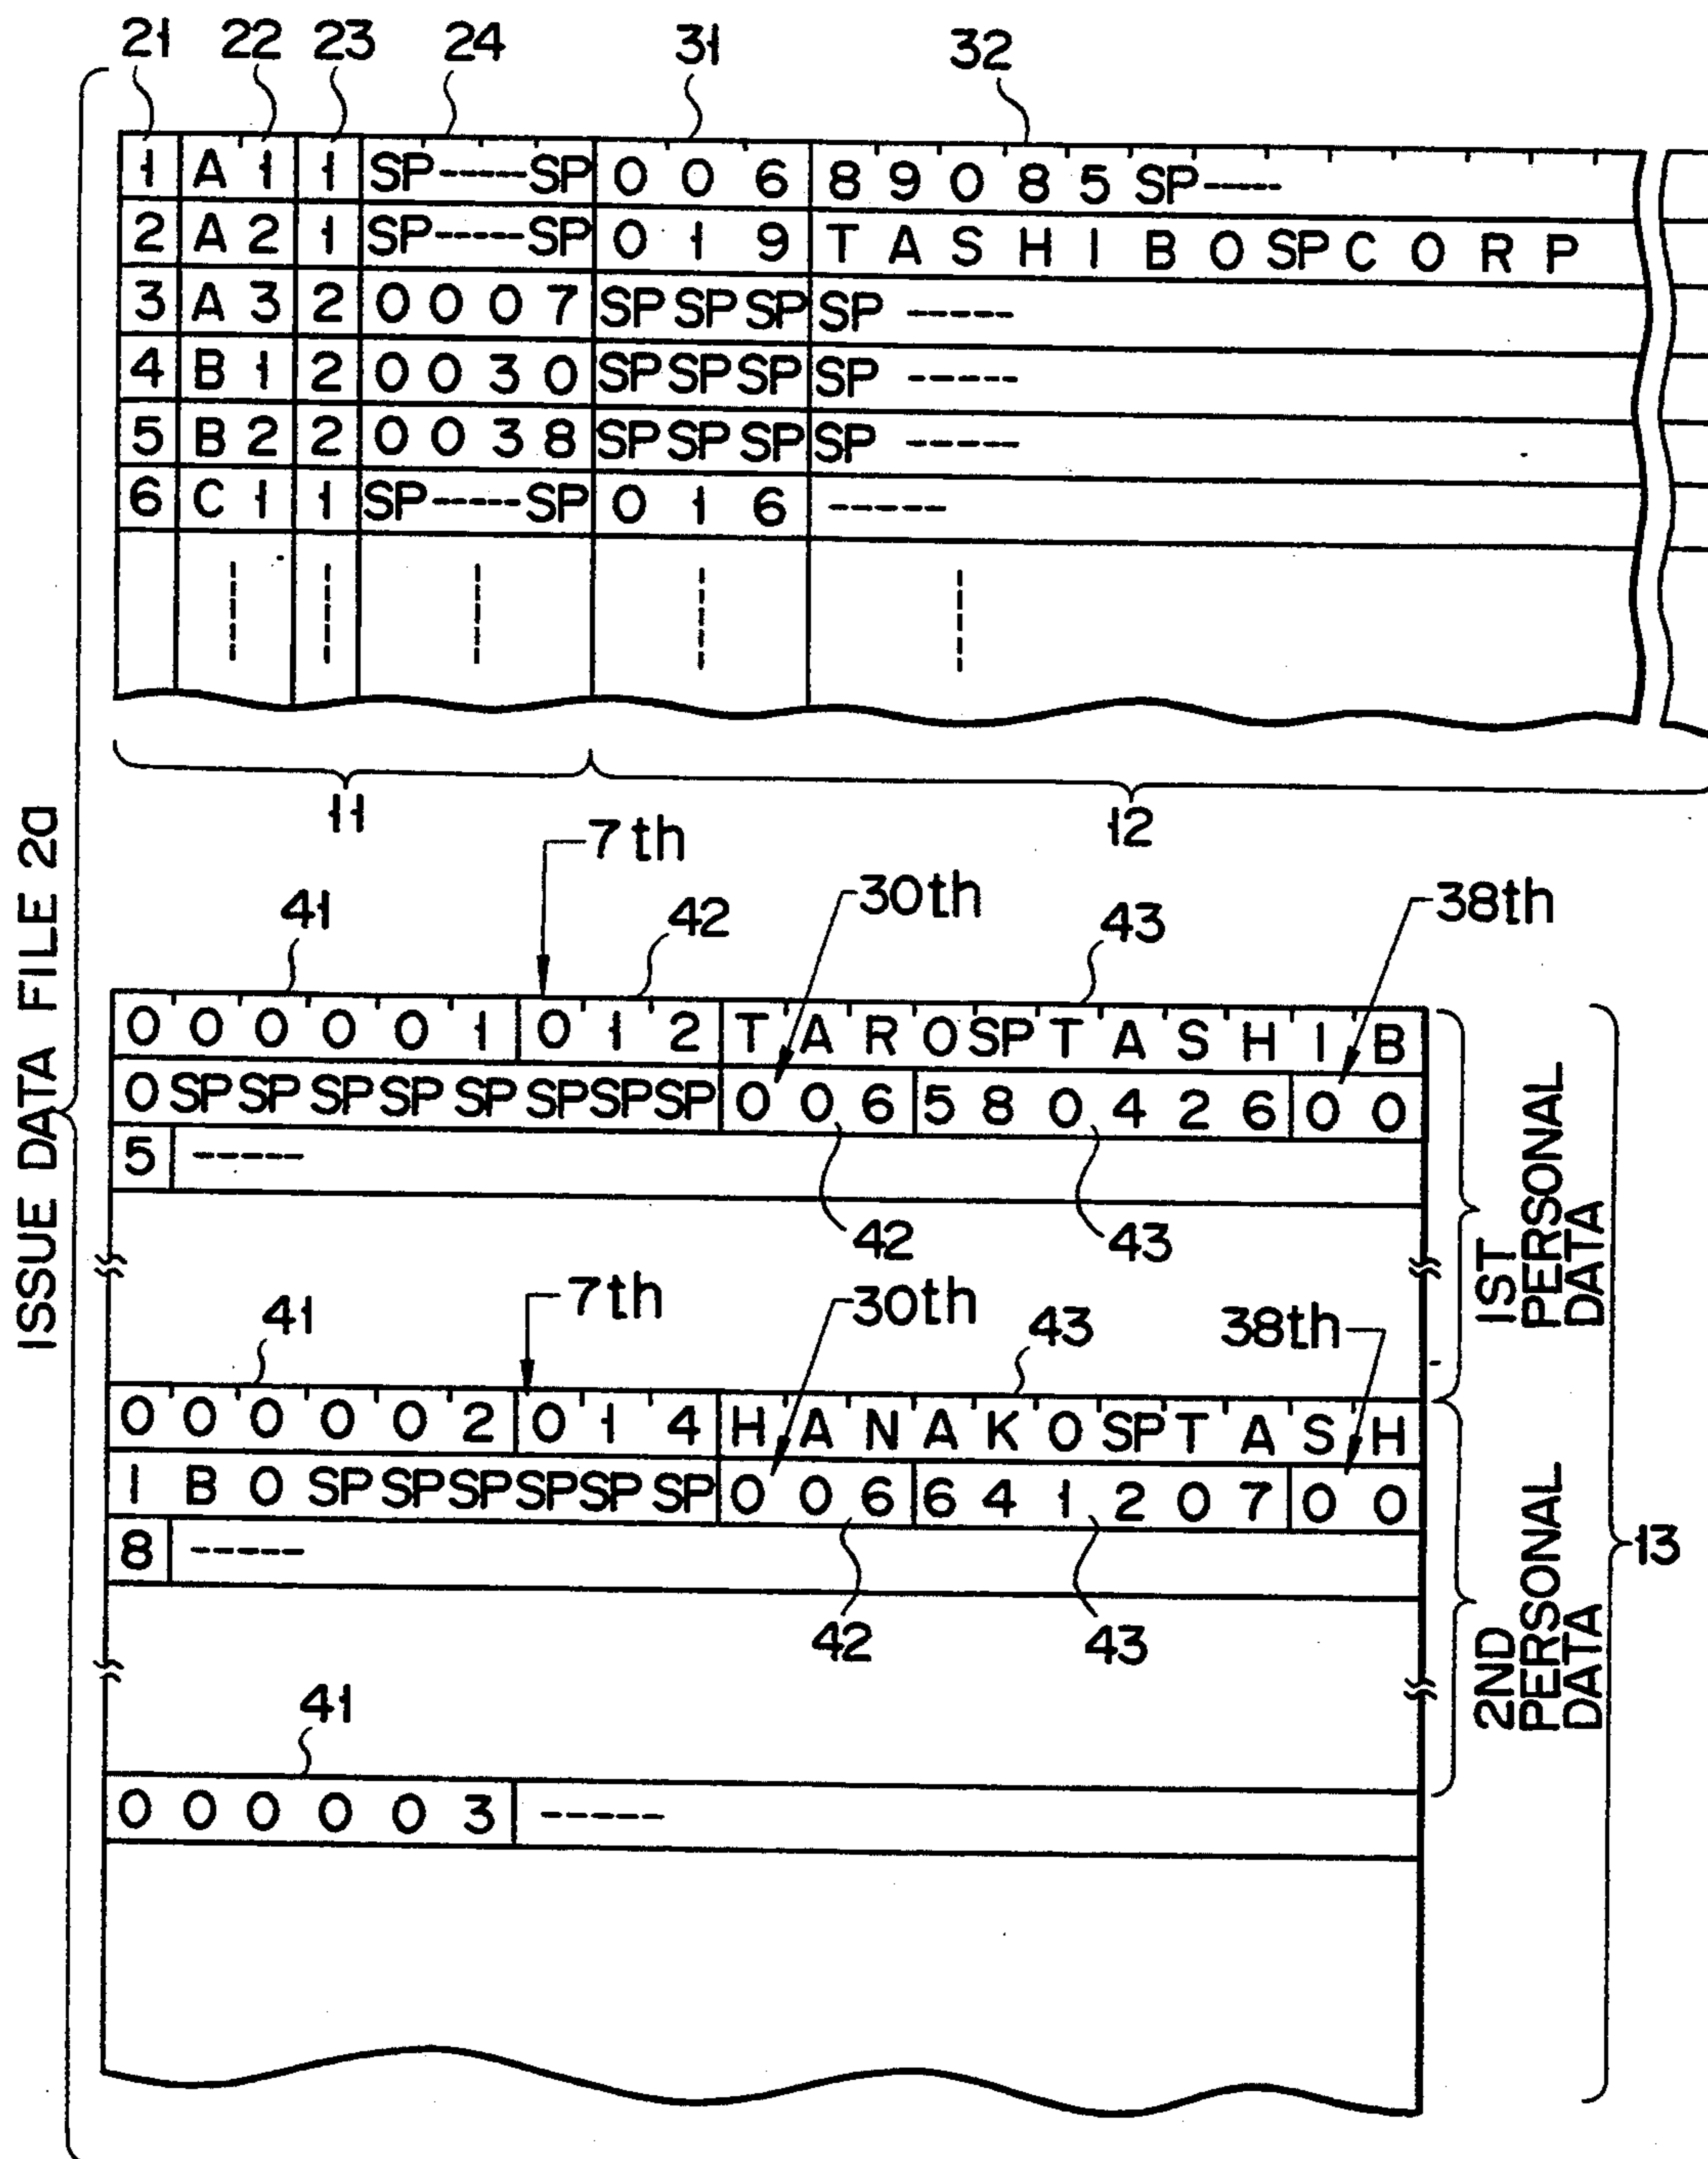 21 22 23 24 31 32
1 A 1 1 SP-----SP 0 0 6 8 9 0 8 5 SP-----
2 A 2 1 SP-----SP 0 1 9 T A S H I B O SP C O R P
3 A 3 2 0 0 0 7 SP SP SP SP -----
4 B 1 2 0 0 3 0 SP SP SP SP -----
5 B 2 2 0 0 3 8 SP SP SP SP -----
6 C 1 1 SP-----SP 0 1 6 -----
11 12
ISSUE DATA FILE 2a
7th
41 42 30th 43 38th
0 0 0 0 0 1 0 1 2 T A R O SP T A S H I B
0 SP SP SP SP SP SP SP SP 0 0 6 5 8 0 4 2 6 0 0
5 -----
42 43
1ST PERSONAL DATA
41 7th 30th 43 38th
0 0 0 0 0 2 0 1 4 H A N A K O SP T A S H
I B O SP SP SP SP SP SP 0 0 6 6 4 1 2 0 7 0 0
8 -----
42 43
2ND PERSONAL DATA
13
41
0 0 0 0 0 3 -----